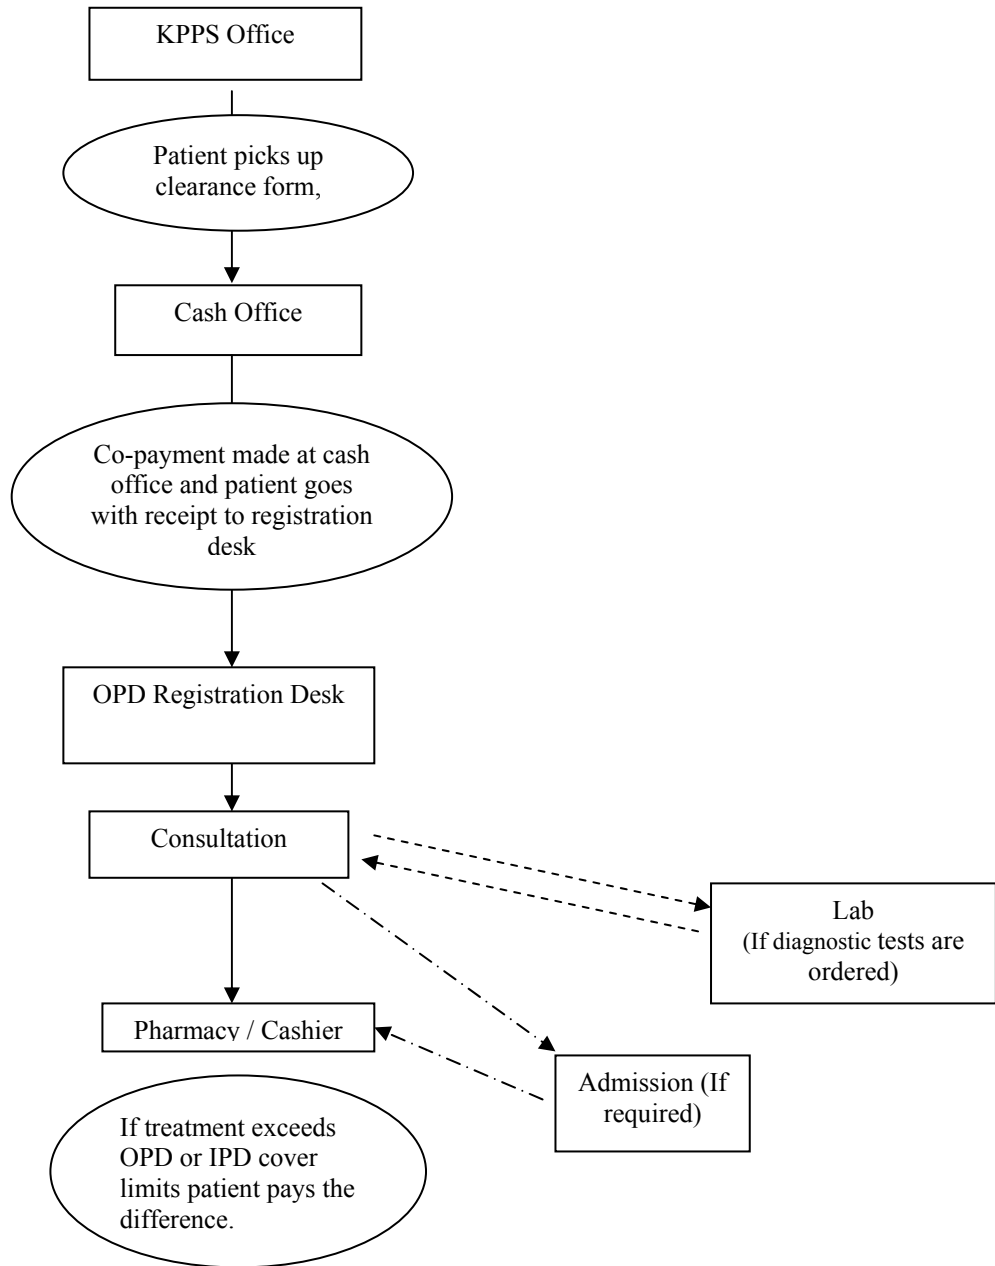 KPPS Office
Patient picks up
clearance form,
Cash Office
Co-payment made at cash
office and patient goes
with receipt to registration
desk
OPD Registration Desk
Consultation
Lab
(If diagnostic tests are
ordered)
Pharmacy / Cashier
Admission (If
required)
If treatment exceeds
OPD or IPD cover
limits patient pays the
difference.